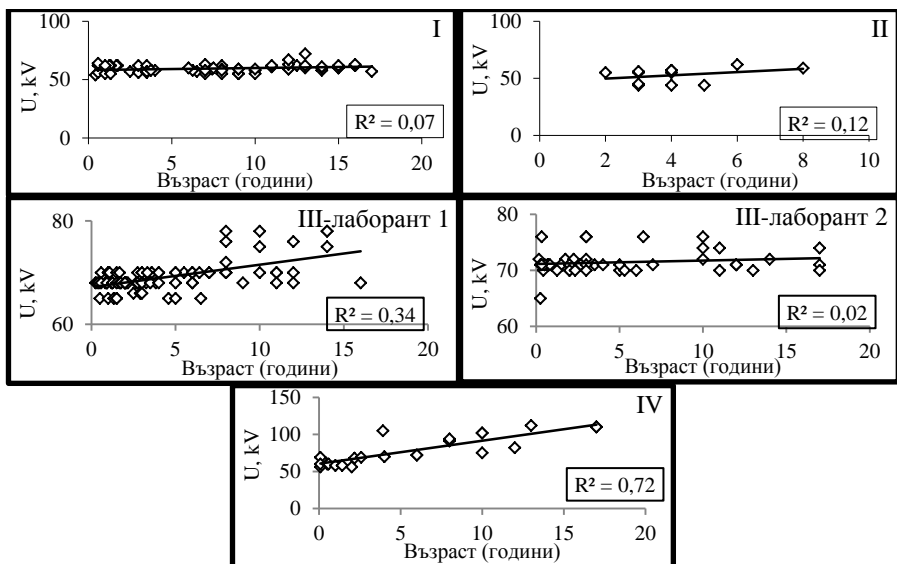 I
U, kV
100
50
0
0 5 10 15 20
R² = 0,07
Възраст (години)
II
U, kV
100
50
0
0 2 4 6 8 10
R² = 0,12
Възраст (години)
III-лаборант 1
U, kV
80
60
0 5 10 15 20
R² = 0,34
Възраст (години)
III-лаборант 2
U, kV
80
70
60
0 5 10 15 20
R² = 0,02
Възраст (години)
IV
U, kV
150
100
50
0
0 5 10 15 20
R² = 0,72
Възраст (години)